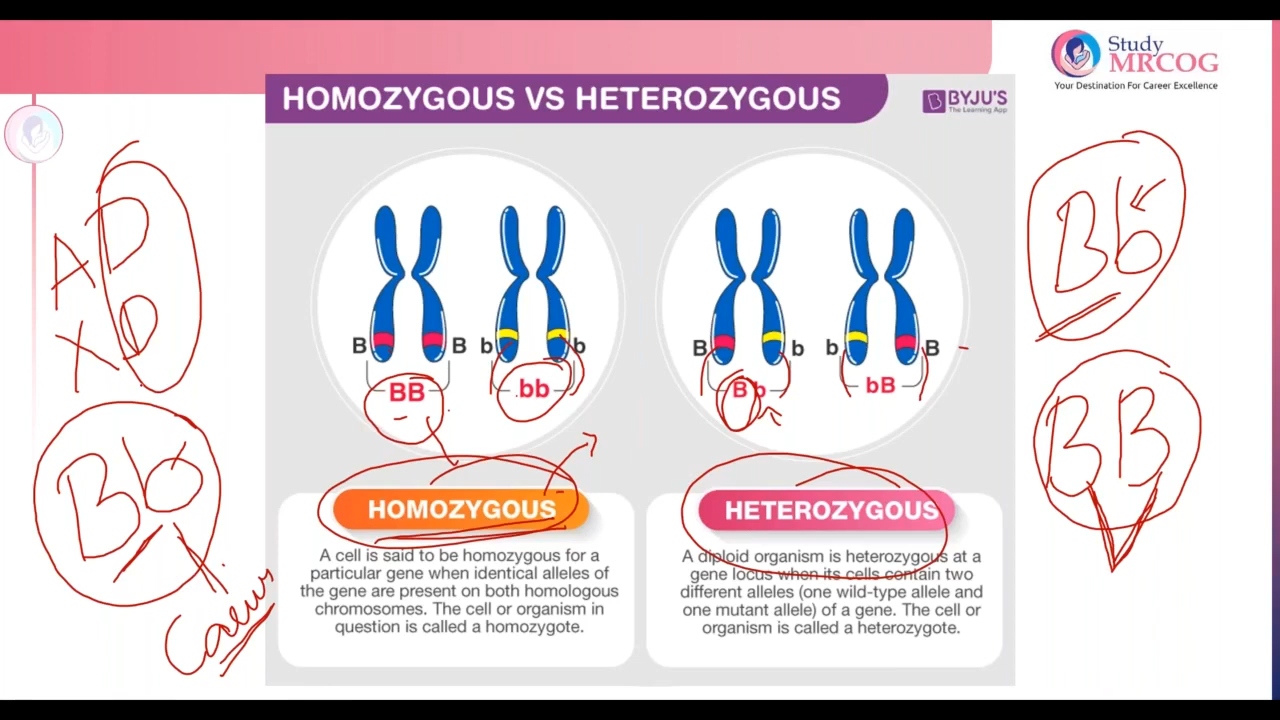 Study
MRCOG
Your Destination For Career Excellence
HOMOZYGOUS VS HETEROZYGOUS
BYJU'S
The Learning App
AD
XD
Bb
Bb
BB
B B b b
BB bb
B b b B
Bb bB
HOMOZYGOUS
A cell is said to be homozygous for a
particular gene when identical alleles of
the gene are present on both homologous
chromosomes. The cell or organism in
question is called a homozygote.
HETEROZYGOUS
A diploid organism is heterozygous at a
gene locus when its cells contain two
different alleles (one wild-type allele and
one mutant allele) of a gene. The cell or
organism is called a heterozygote.